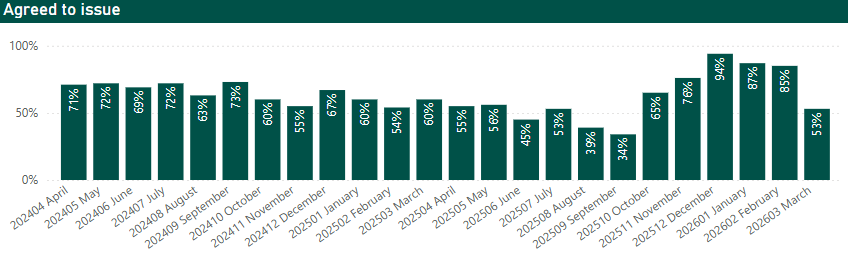 Agreed to issue
100%
50%
0%
71%
72%
69%
72%
63%
73%
60%
55%
67%
60%
54%
60%
55%
56%
45%
53%
39%
34%
65%
76%
94%
87%
85%
53%
202404 April
202405 May
202406 June
202407 July
202408 August
202409 September
202410 October
202411 November
202412 December
202501 January
202502 February
202503 March
202504 April
202505 May
202506 June
202507 July
202508 August
202509 September
202510 October
202511 November
202512 December
202601 January
202602 February
202603 March